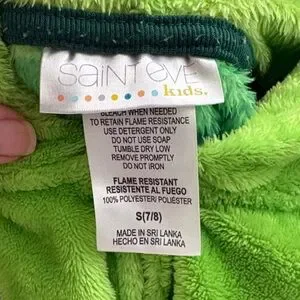 SaiNT eVE
kids.
BLEACH WHEN NEEDED
TO RETAIN FLAME RESISTANCE
USE DETERGENT ONLY
DO NOT USE SOAP
TUMBLE DRY LOW
REMOVE PROMPTLY
DO NOT IRON
FLAME RESISTANT
RESISTENTE AL FUEGO
100% POLYESTER/ POLIÉSTER
S(7/8)
MADE IN SRI LANKA
HECHO EN SRI LANKA